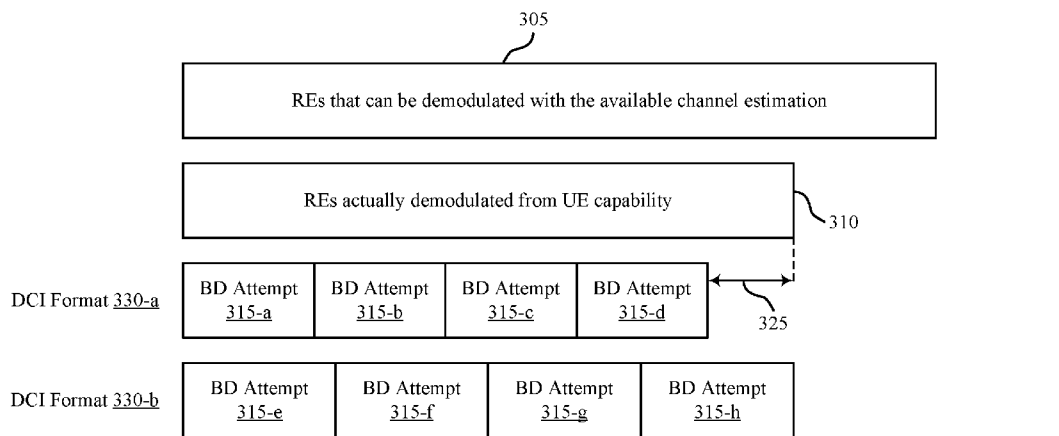 305
REs that can be demodulated with the available channel estimation
REs actually demodulated from UE capability
310
DCI Format 330-a
BD Attempt 315-a
BD Attempt 315-b
BD Attempt 315-c
BD Attempt 315-d
325
DCI Format 330-b
BD Attempt 315-e
BD Attempt 315-f
BD Attempt 315-g
BD Attempt 315-h